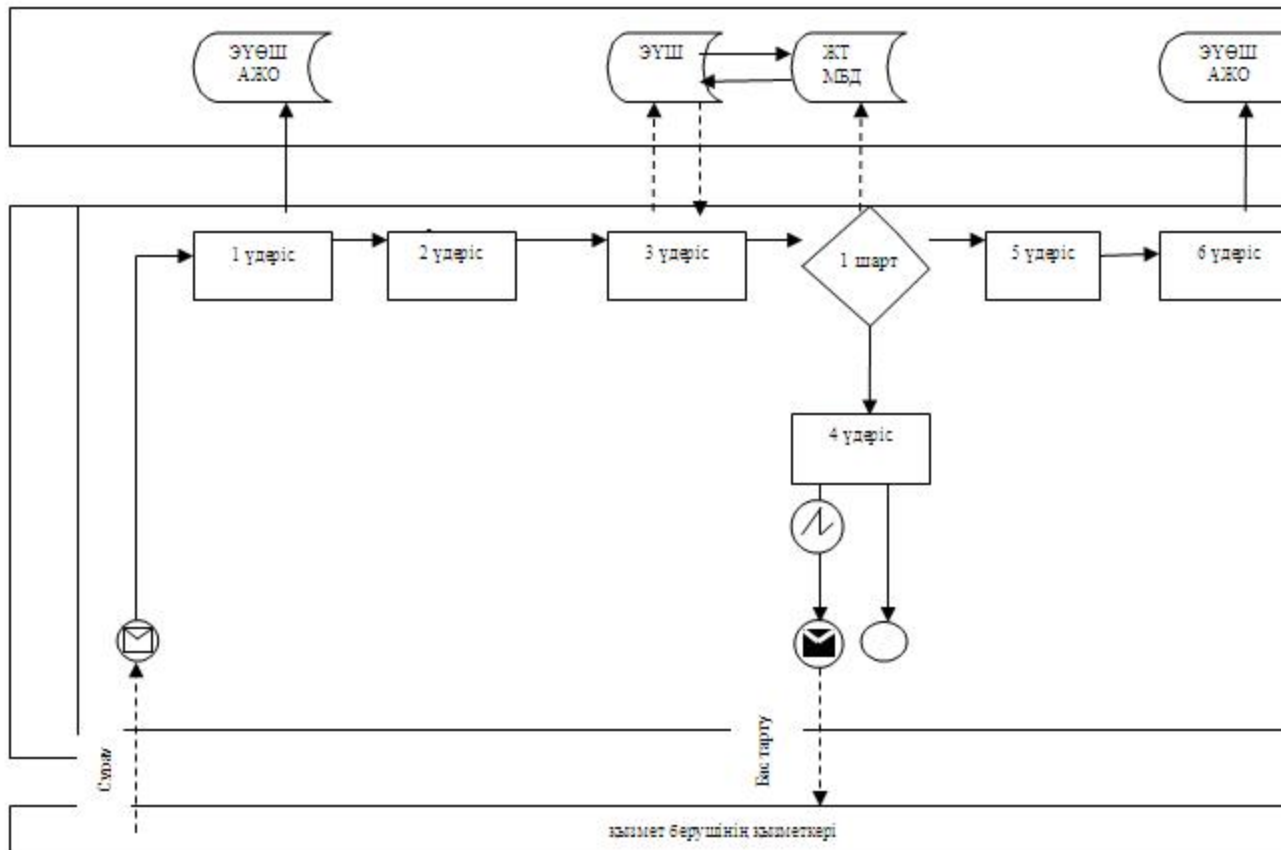 ЭҮӨШ
АЖО
ЭҮШ
ЖТ
МБД
ЭҮӨШ
АЖО
1 үдеріс
2 үдеріс
3 үдеріс
1 шарт
5 үдеріс
6 үдеріс
4 үдеріс
Сұрау
Бас тарту
қызмет берушінің қызметкері